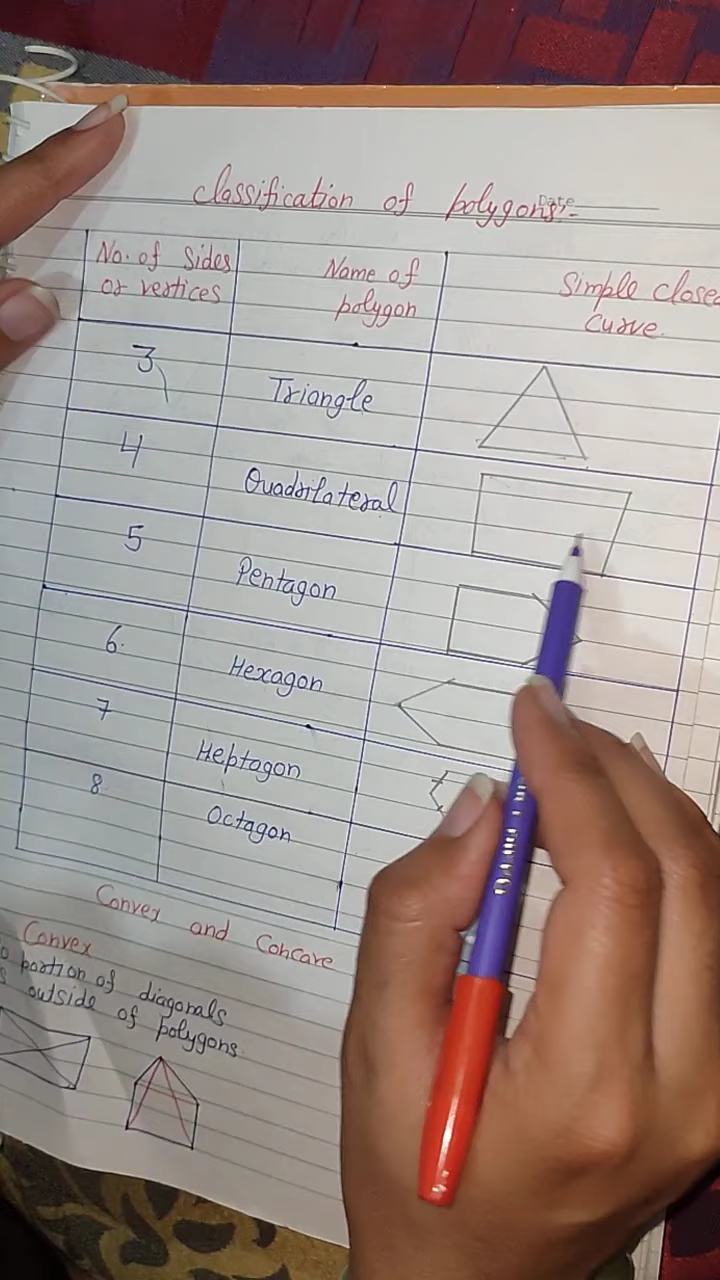 Date
Classification of polygons:-
No. of sides
or vertices
Name of
polygon
Simple close
Curve.
3
Triangle
4
Quadrilateral
5
Pentagon
6.
Hexagon
7
Heptagon
8
Octagon
Convex and Concave
Convex
portion of diagonals
outside of polygons.